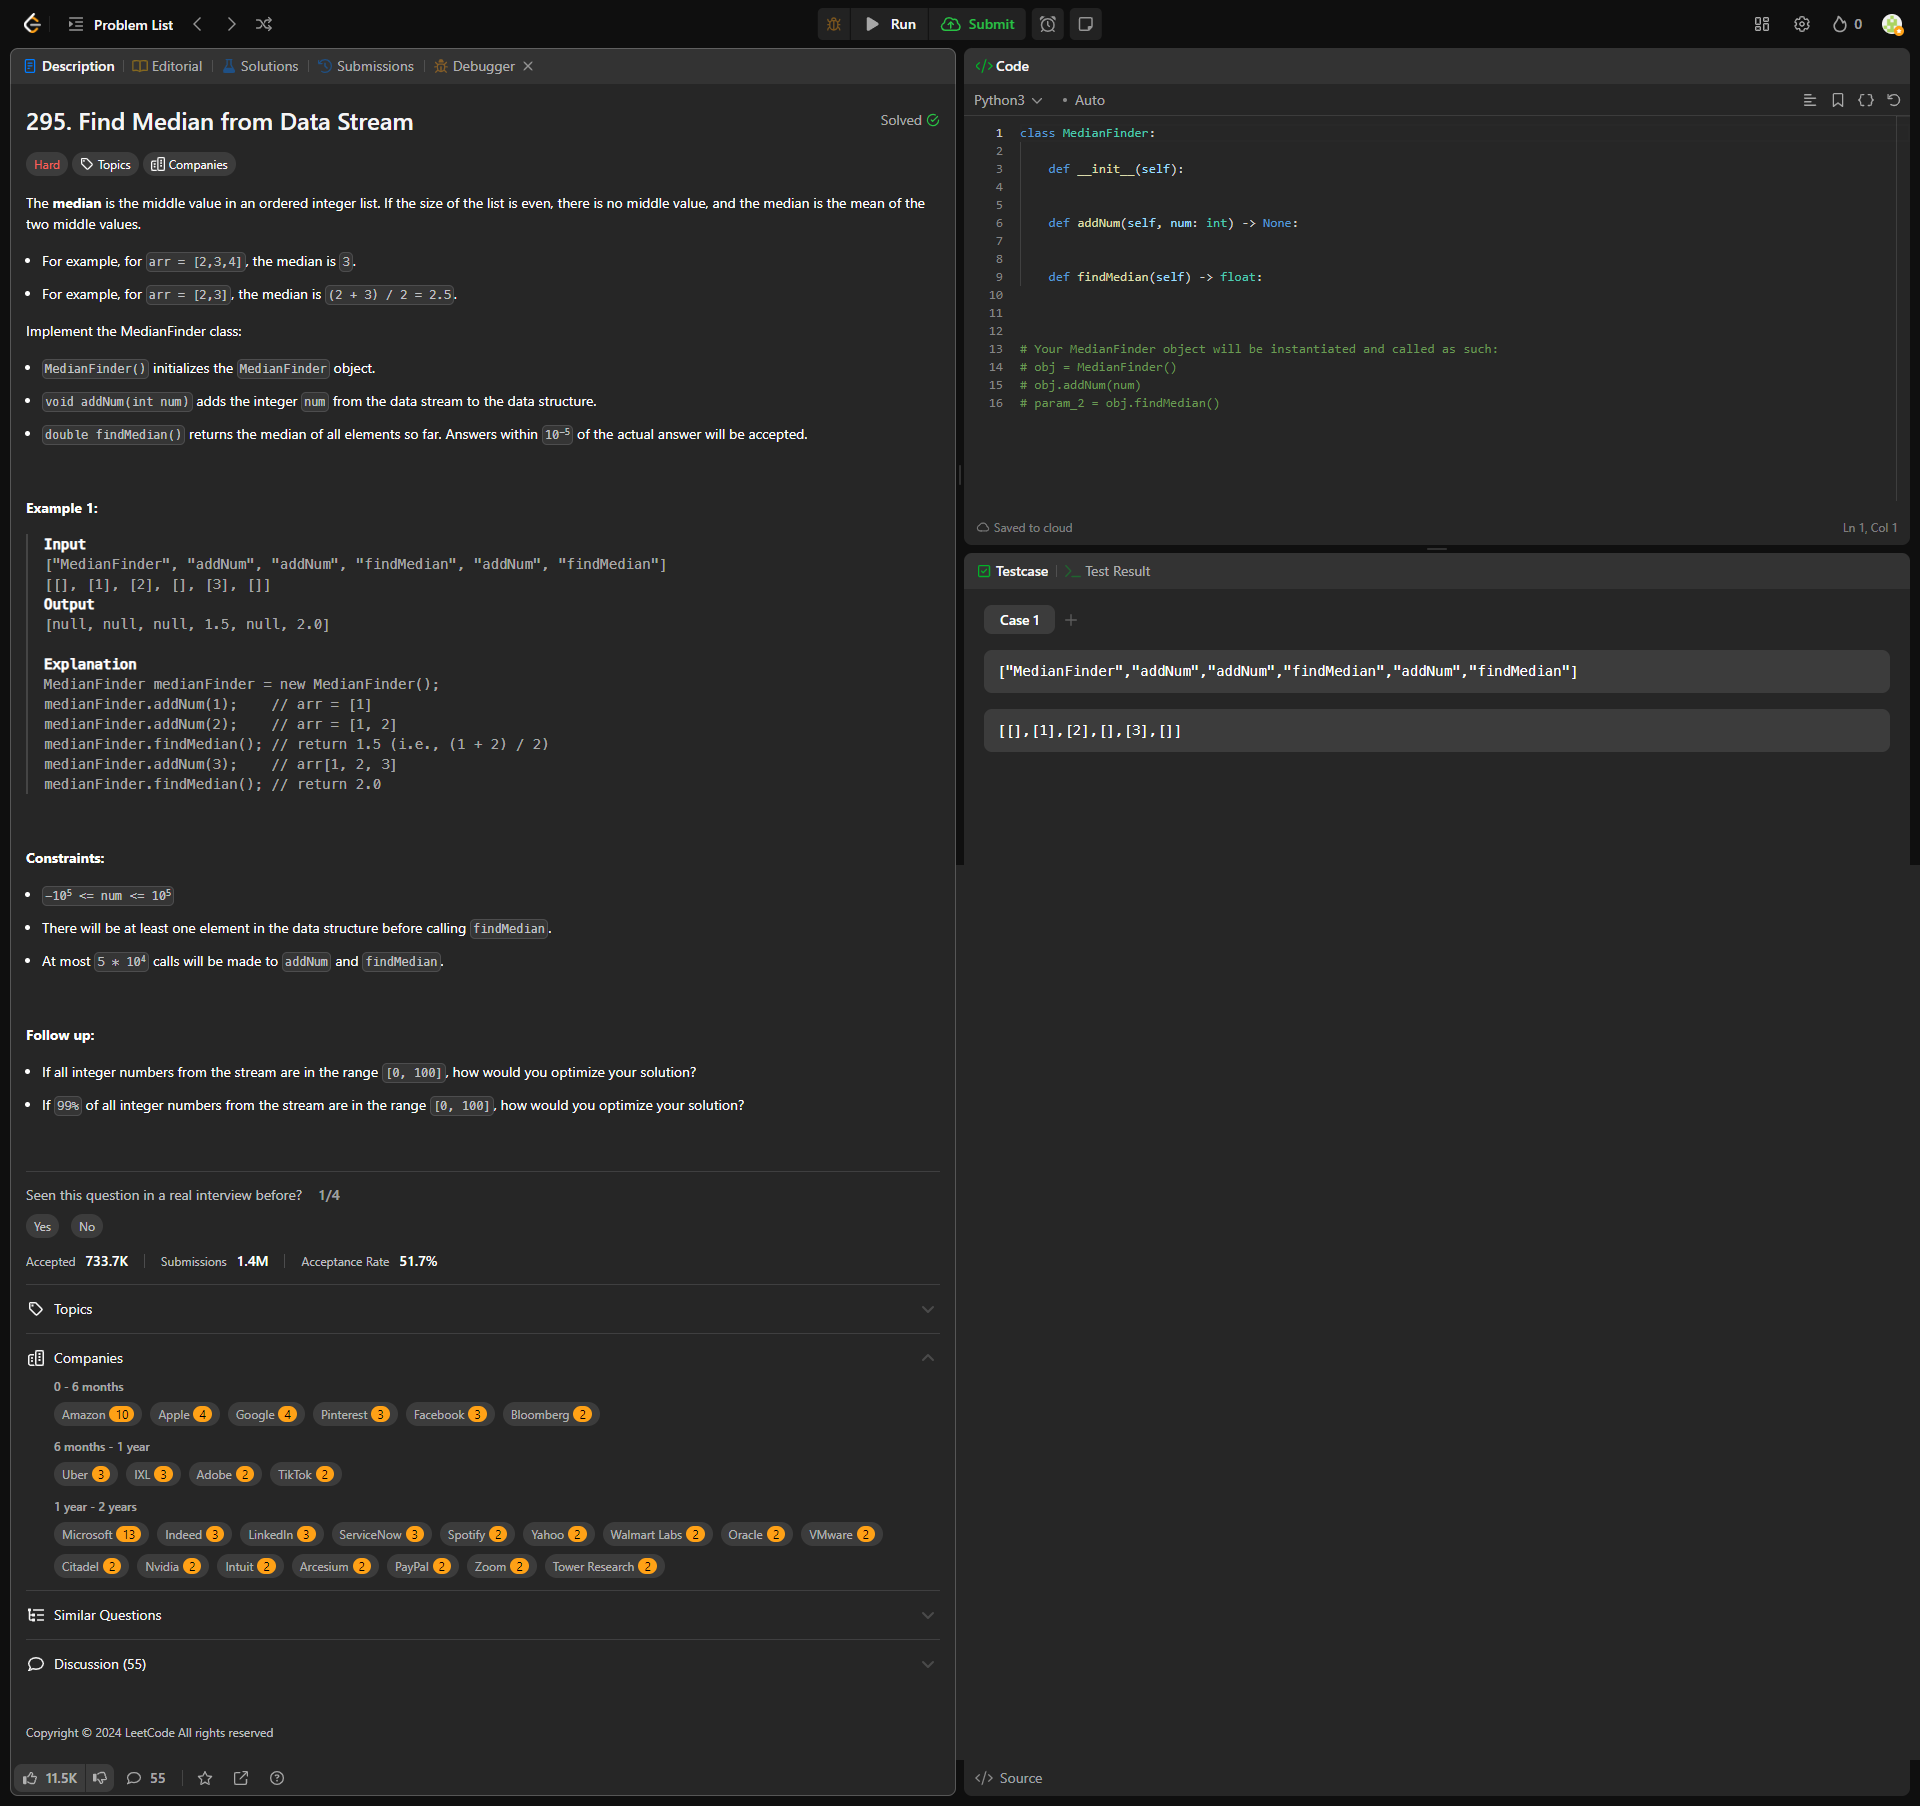 Problem List
Run
Submit
0
Description
Editorial
Solutions
Submissions
Debugger
295. Find Median from Data Stream
Solved
Hard
Topics
Companies
The median is the middle value in an ordered integer list. If the size of the list is even, there is no middle value, and the median is the mean of the
two middle values.
• For example, for arr = [2,3,4], the median is 3.
• For example, for arr = [2,3], the median is (2 + 3) / 2 = 2.5.
Implement the MedianFinder class:
• MedianFinder() initializes the MedianFinder object.
• void addNum(int num) adds the integer num from the data stream to the data structure.
• double findMedian() returns the median of all elements so far. Answers within 10⁻⁵ of the actual answer will be accepted.
Example 1:
Input
["MedianFinder", "addNum", "addNum", "findMedian", "addNum", "findMedian"]
[[], [1], [2], [], [3], []]
Output
[null, null, null, 1.5, null, 2.0]
Explanation
MedianFinder medianFinder = new MedianFinder();
medianFinder.addNum(1);    // arr = [1]
medianFinder.addNum(2);    // arr = [1, 2]
medianFinder.findMedian(); // return 1.5 (i.e., (1 + 2) / 2)
medianFinder.addNum(3);    // arr[1, 2, 3]
medianFinder.findMedian(); // return 2.0
Constraints:
• −10⁵ <= num <= 10⁵
• There will be at least one element in the data structure before calling findMedian.
• At most 5 * 10⁴ calls will be made to addNum and findMedian.
Follow up:
• If all integer numbers from the stream are in the range [0, 100], how would you optimize your solution?
• If 99% of all integer numbers from the stream are in the range [0, 100], how would you optimize your solution?
Seen this question in a real interview before? 1/4
Yes No
Accepted 733.7K
Submissions 1.4M
Acceptance Rate 51.7%
Topics
Companies
0 - 6 months
Amazon 10 Apple 4 Google 4 Pinterest 3 Facebook 3 Bloomberg 2
6 months - 1 year
Uber 3 IXL 3 Adobe 2 TikTok 2
1 year - 2 years
Microsoft 13 Indeed 3 LinkedIn 3 ServiceNow 3 Spotify 2 Yahoo 2 Walmart Labs 2 Oracle 2 VMware 2
Citadel 2 Nvidia 2 Intuit 2 Arcesium 2 PayPal 2 Zoom 2 Tower Research 2
Similar Questions
Discussion (55)
Copyright © 2024 LeetCode All rights reserved
11.5K
55
</> Code
Python3
• Auto
1 class MedianFinder:
2
3     def __init__(self):
4
5
6     def addNum(self, num: int) -> None:
7
8
9     def findMedian(self) -> float:
10
11
12
13 # Your MedianFinder object will be instantiated and called as such:
14 # obj = MedianFinder()
15 # obj.addNum(num)
16 # param_2 = obj.findMedian()
Saved to cloud
Ln 1, Col 1
Testcase
Test Result
Case 1
["MedianFinder","addNum","addNum","findMedian","addNum","findMedian"]
[[],[1],[2],[],[3],[]]
</> Source